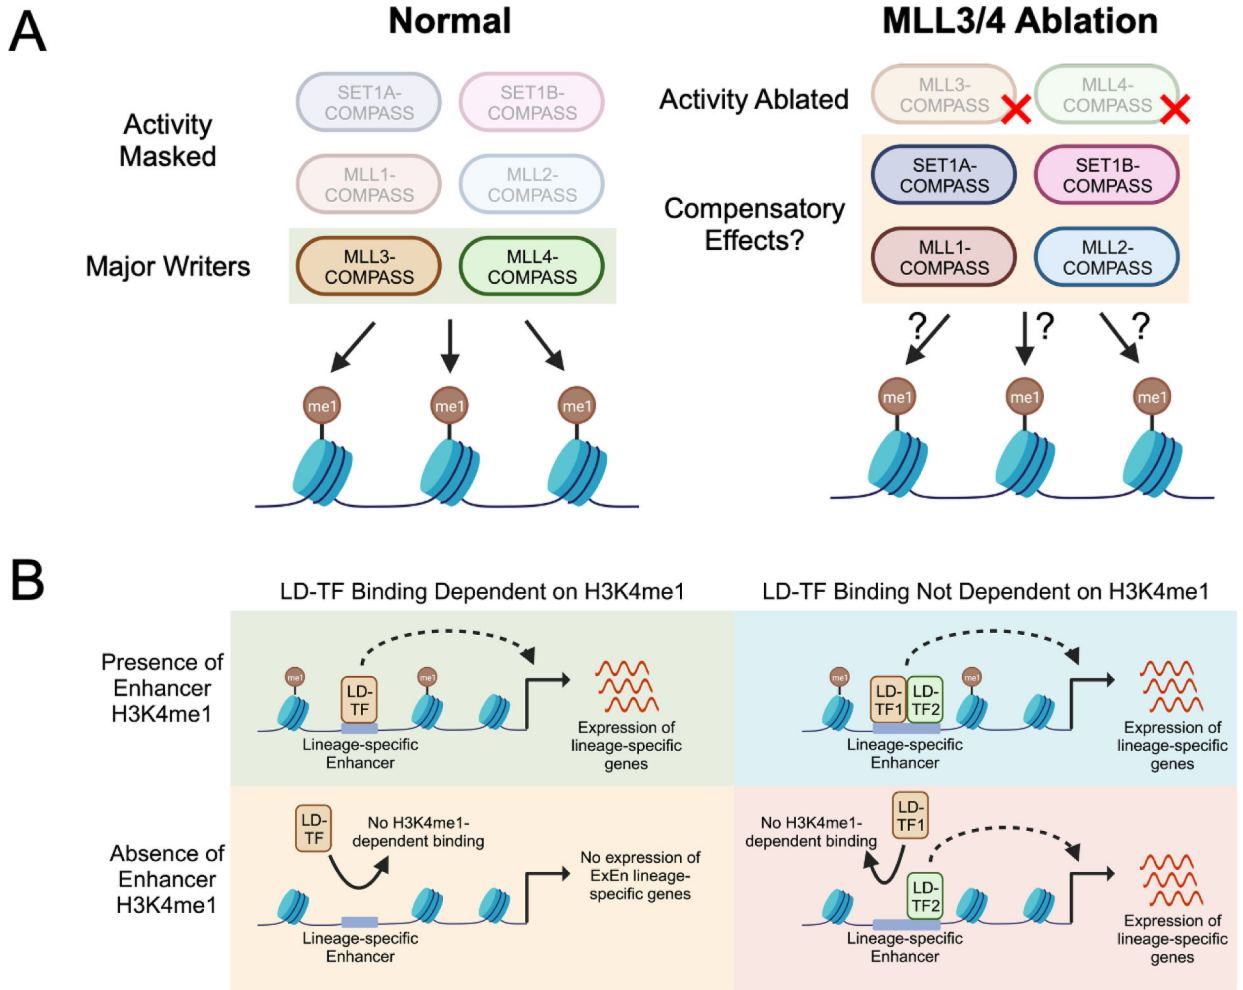 A
Normal
MLL3/4 Ablation
Activity
Masked
SET1A-
COMPASS
SET1B-
COMPASS
MLL1-
COMPASS
MLL2-
COMPASS
Major Writers
MLL3-
COMPASS
MLL4-
COMPASS
me1
me1
me1
Activity Ablated
MLL3-
COMPASS
MLL4-
COMPASS
Compensatory
Effects?
SET1A-
COMPASS
SET1B-
COMPASS
MLL1-
COMPASS
MLL2-
COMPASS
?
?
?
me1
me1
me1
B
LD-TF Binding Dependent on H3K4me1
LD-TF Binding Not Dependent on H3K4me1
Presence of
Enhancer
H3K4me1
me1
LD-
TF
me1
Lineage-specific
Enhancer
Expression of
lineage-specific
genes
me1
LD-
TF1
LD-
TF2
me1
Lineage-specific
Enhancer
Expression of
lineage-specific
genes
Absence of
Enhancer
H3K4me1
LD-
TF
No H3K4me1-
dependent binding
Lineage-specific
Enhancer
No expression of
ExEn lineage-
specific genes
No H3K4me1-
dependent binding
LD-
TF1
LD-
TF2
Lineage-specific
Enhancer
Expression of
lineage-specific
genes